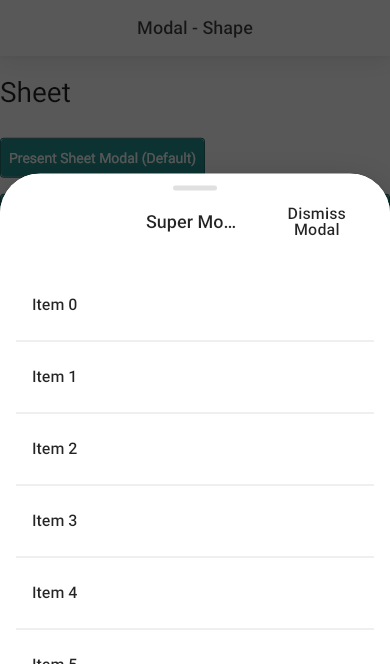 Modal - Shape
Sheet
Present Sheet Modal (Default)
Super Mo...
Dismiss
Modal
Item 0
Item 1
Item 2
Item 3
Item 4
Item 5